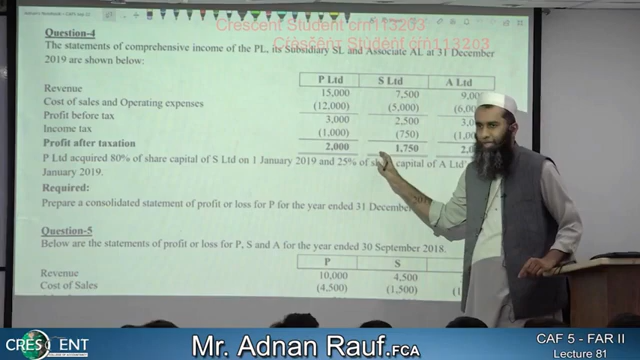 Crescent Student crn113203
Crescent Student crn113203
Question-4
The statements of comprehensive income of the PL, its Subsidiary SL and Associate AL at 31 December
2019 are shown below:
P Ltd S Ltd A Ltd
Revenue 15,000 7,500 9,00
Cost of sales and Operating expenses (12,000) (5,000) (6,00
Profit before tax 3,000 2,500 3,0
Income tax (1,000) (750) (1,00
Profit after taxation 2,000 1,750 2,0
P Ltd acquired 80% of share capital of S Ltd on 1 January 2019 and 25% of share capital of A Ltd
January 2019.
Required:
Prepare a consolidated statement of profit or loss for P for the year ended 31 December
Question-5
Below are the statements of profit or loss for P, S and A for the year ended 30 September 2018.
P S
Revenue 10,000 4,500
Cost of Sales (4,500) (1,500) (1
CRESCENT
Mr. Adnan Rauf.FCA
CAF 5 - FAR II
Lecture 81